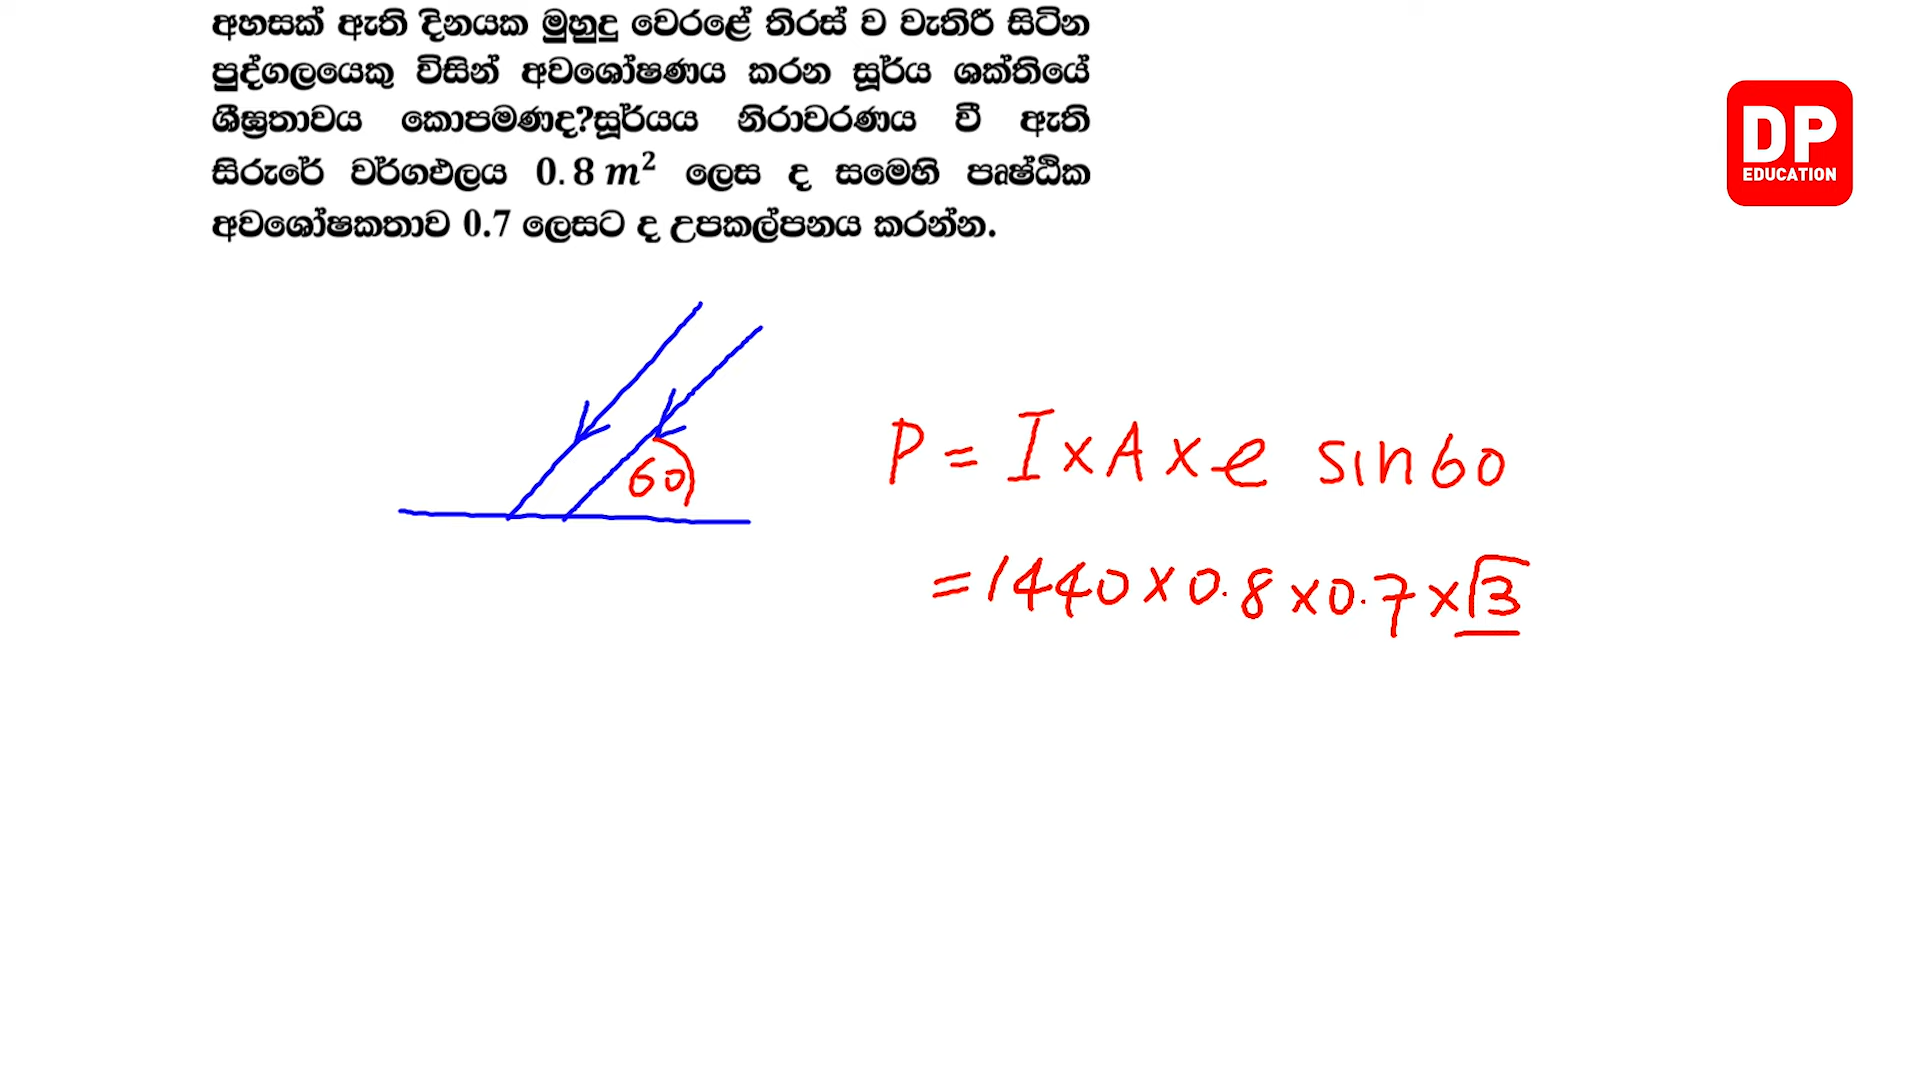 අහසක් ඇති දිනයක මුහුදු වෙරළේ තිරස් ව වැතිරී සිටින
පුද්ගලයෙකු විසින් අවශෝෂණය කරන සූර්ය ශක්තියේ
ශීඝ්‍රතාවය කොපමණද?සූර්යය නිරාවරණය වී ඇති
සිරුරේ වර්ගඵලය 0.8 m² ලෙස ද සමෙහි පෘෂ්ඨික
අවශෝෂකතාව 0.7 ලෙසට ද උපකල්පනය කරන්න.
DP
EDUCATION
60
P = I × A × e sin60
= 1440 × 0.8 × 0.7 × √3